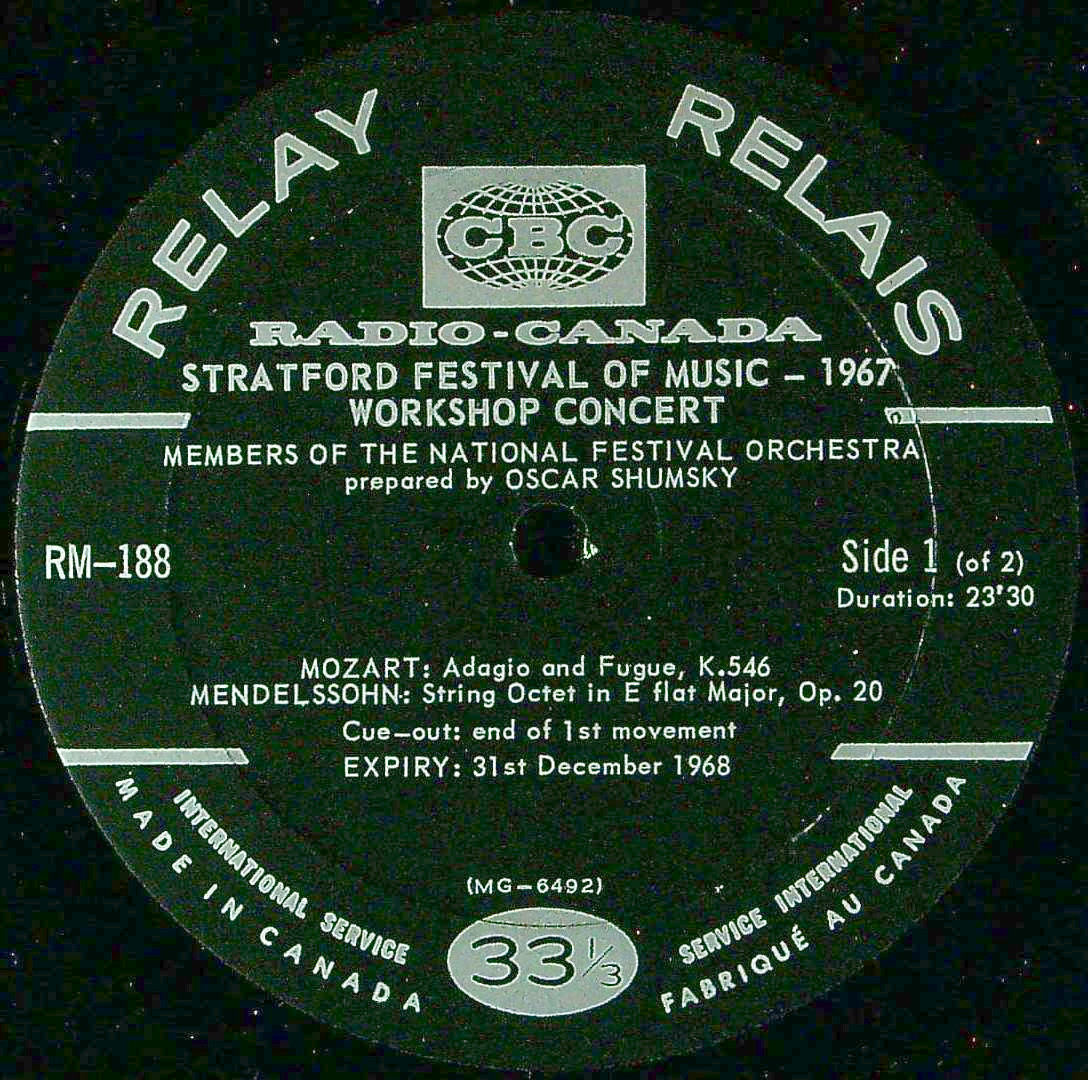 RELAY RELAIS
CBC
RADIO-CANADA
STRATFORD FESTIVAL OF MUSIC – 1967
WORKSHOP CONCERT
MEMBERS OF THE NATIONAL FESTIVAL ORCHESTRA
prepared by OSCAR SHUMSKY
RM–188
Side 1 (of 2)
Duration: 23'30
MOZART: Adagio and Fugue, K.546
MENDELSSOHN: String Octet in E flat Major, Op. 20
Cue–out: end of 1st movement
EXPIRY: 31st December 1968
INTERNATIONAL SERVICE
MADE IN CANADA
(MG–6492)
33 1/3
SERVICE INTERNATIONAL
FABRIQUÉ AU CANADA